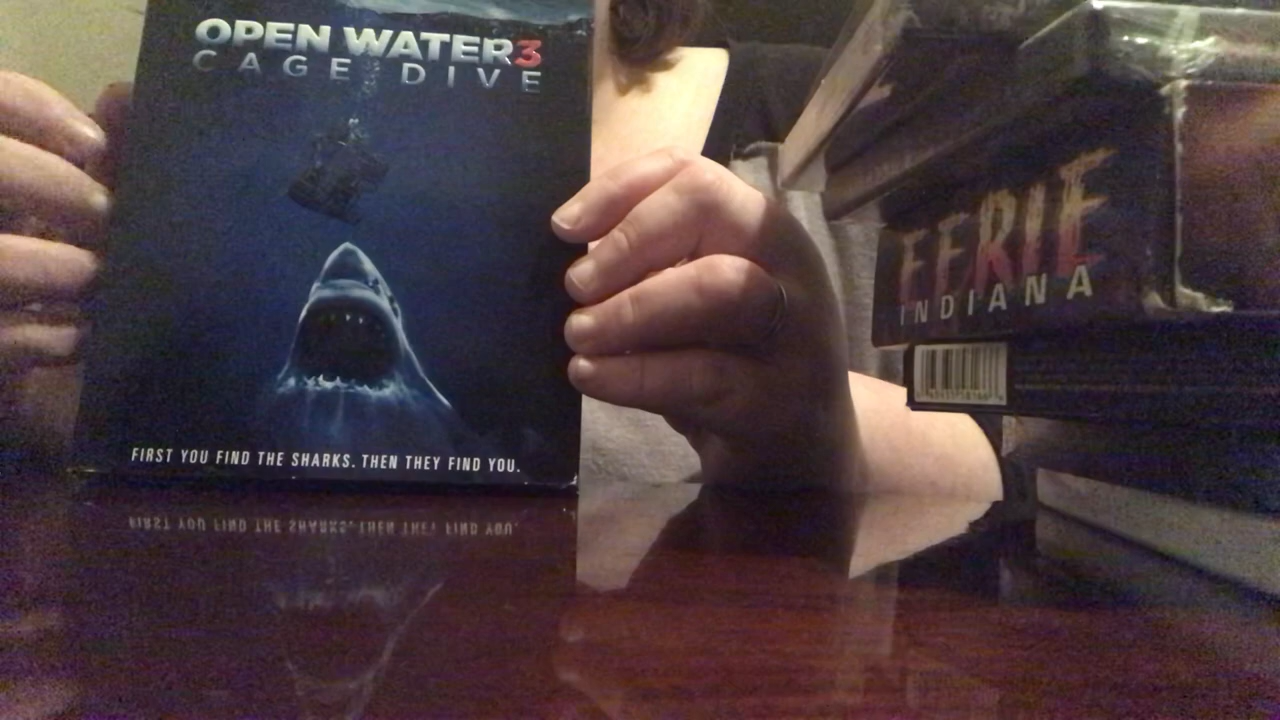 OPEN WATER 3
CAGE DIVE
FIRST YOU FIND THE SHARKS. THEN THEY FIND YOU.
EERIE
INDIANA